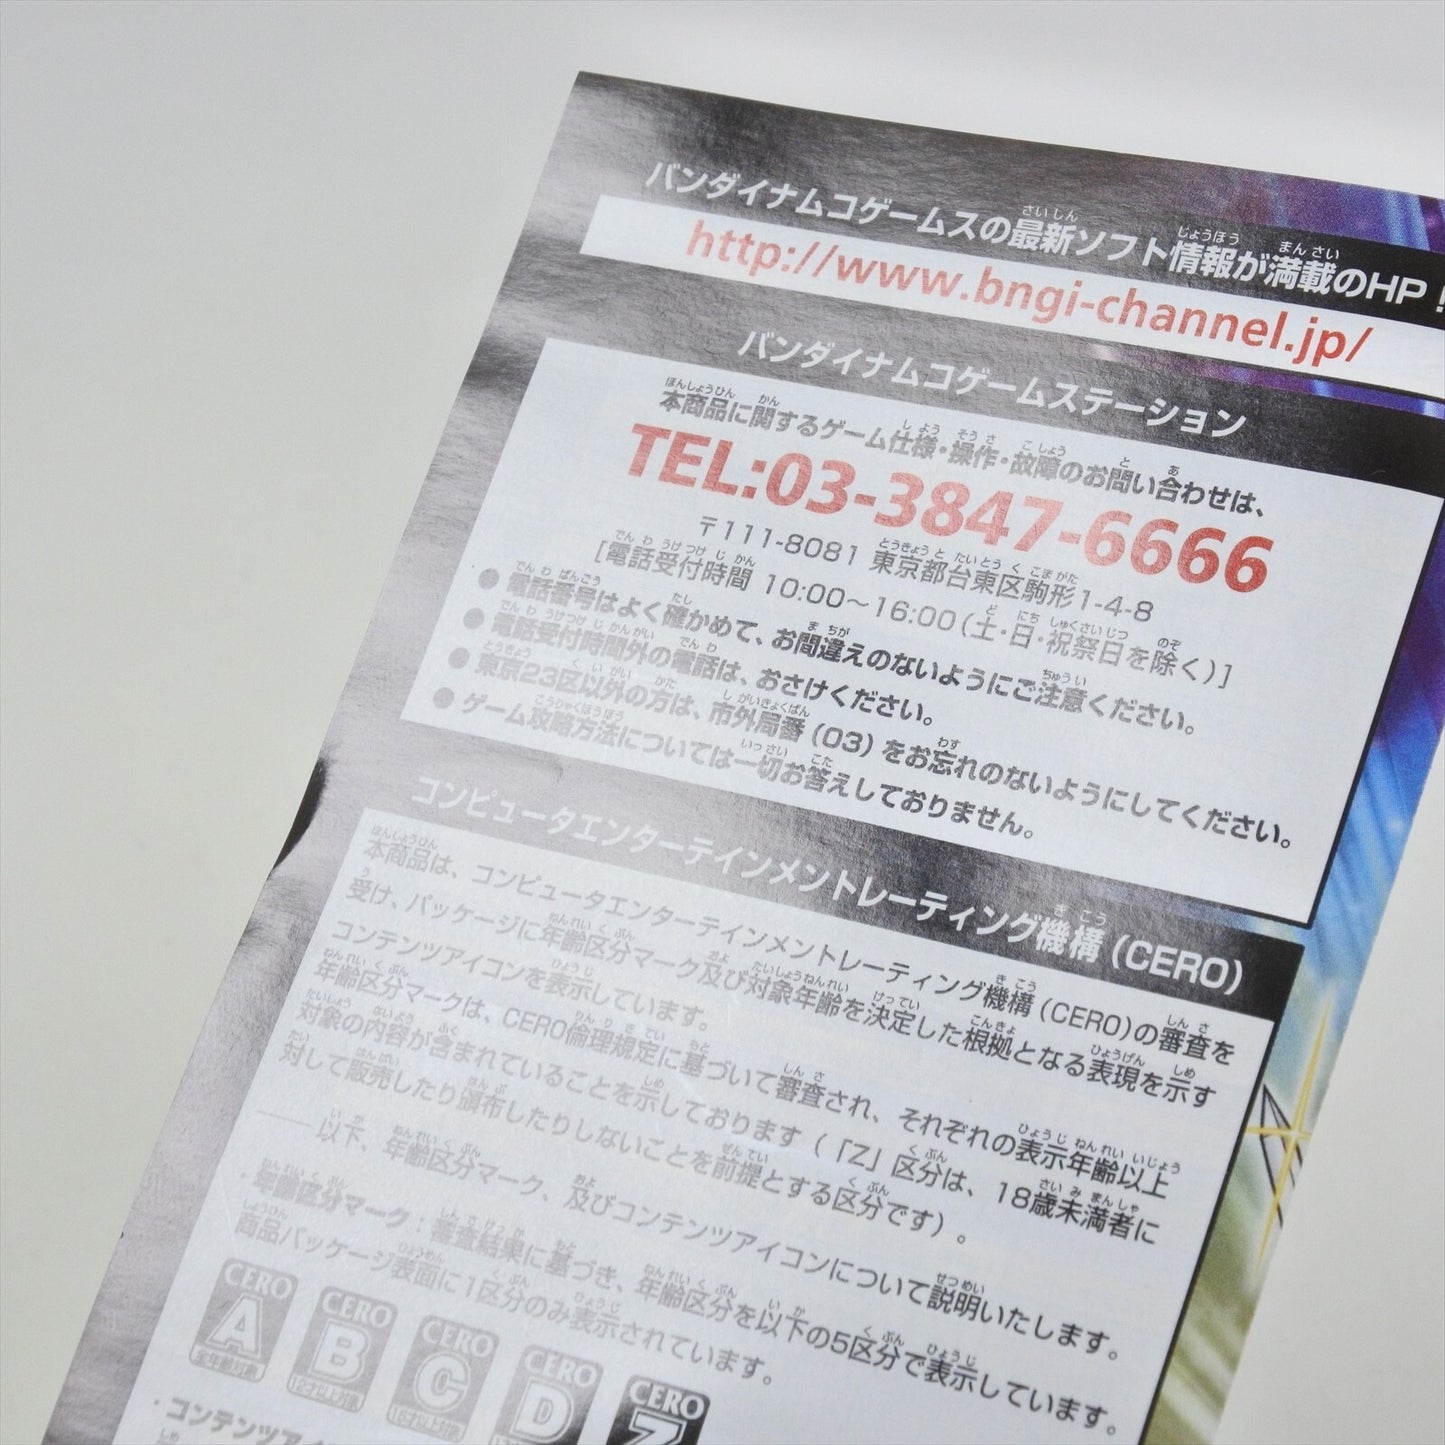 バンダイナムコゲームスの最新ソフト情報が満載のHP!
http://www.bngi-channel.jp/
バンダイナムコゲームステーション
本商品に関するゲーム仕様・操作・故障のお問い合わせは、
TEL:03-3847-6666
〒111-8081 東京都台東区駒形1-4-8
[電話受付時間 10:00〜16:00(土・日・祝祭日を除く)]
● 電話番号はよく確かめて、お間違えのないようにご注意ください。
● 電話受付時間外の電話は、おさけください。
● 東京23区以外の方は、市外局番(03)をお忘れのないようにしてください。
● ゲーム攻略方法については一切お答えしておりません。
コンピュータエンターテインメントレーティング機構(CERO)
本商品は、コンピュータエンターテインメントレーティング機構(CERO)の審査を
受け、パッケージに年齢区分マーク及び対象年齢を決定した根拠となる表現を示す
コンテンツアイコンを表示しています。
年齢区分マークは、CERO倫理規定に基づいて審査され、それぞれの表示年齢以上
対象の内容が含まれていることを示しております(「Z」区分は、18歳未満者に
対して販売したり頒布したりしないことを前提とする区分です)。
── 以下、年齢区分マーク、及びコンテンツアイコンについて説明いたします。
・年齢区分マーク:審査結果に基づき、年齢区分を以下の5区分で表示しています。
商品パッケージ表面に1区分のみ表示されています。
CERO A 全年齢対象
CERO B 12才以上対象
CERO C 15才以上対象
CERO D
CERO Z
・コンテンツアイ